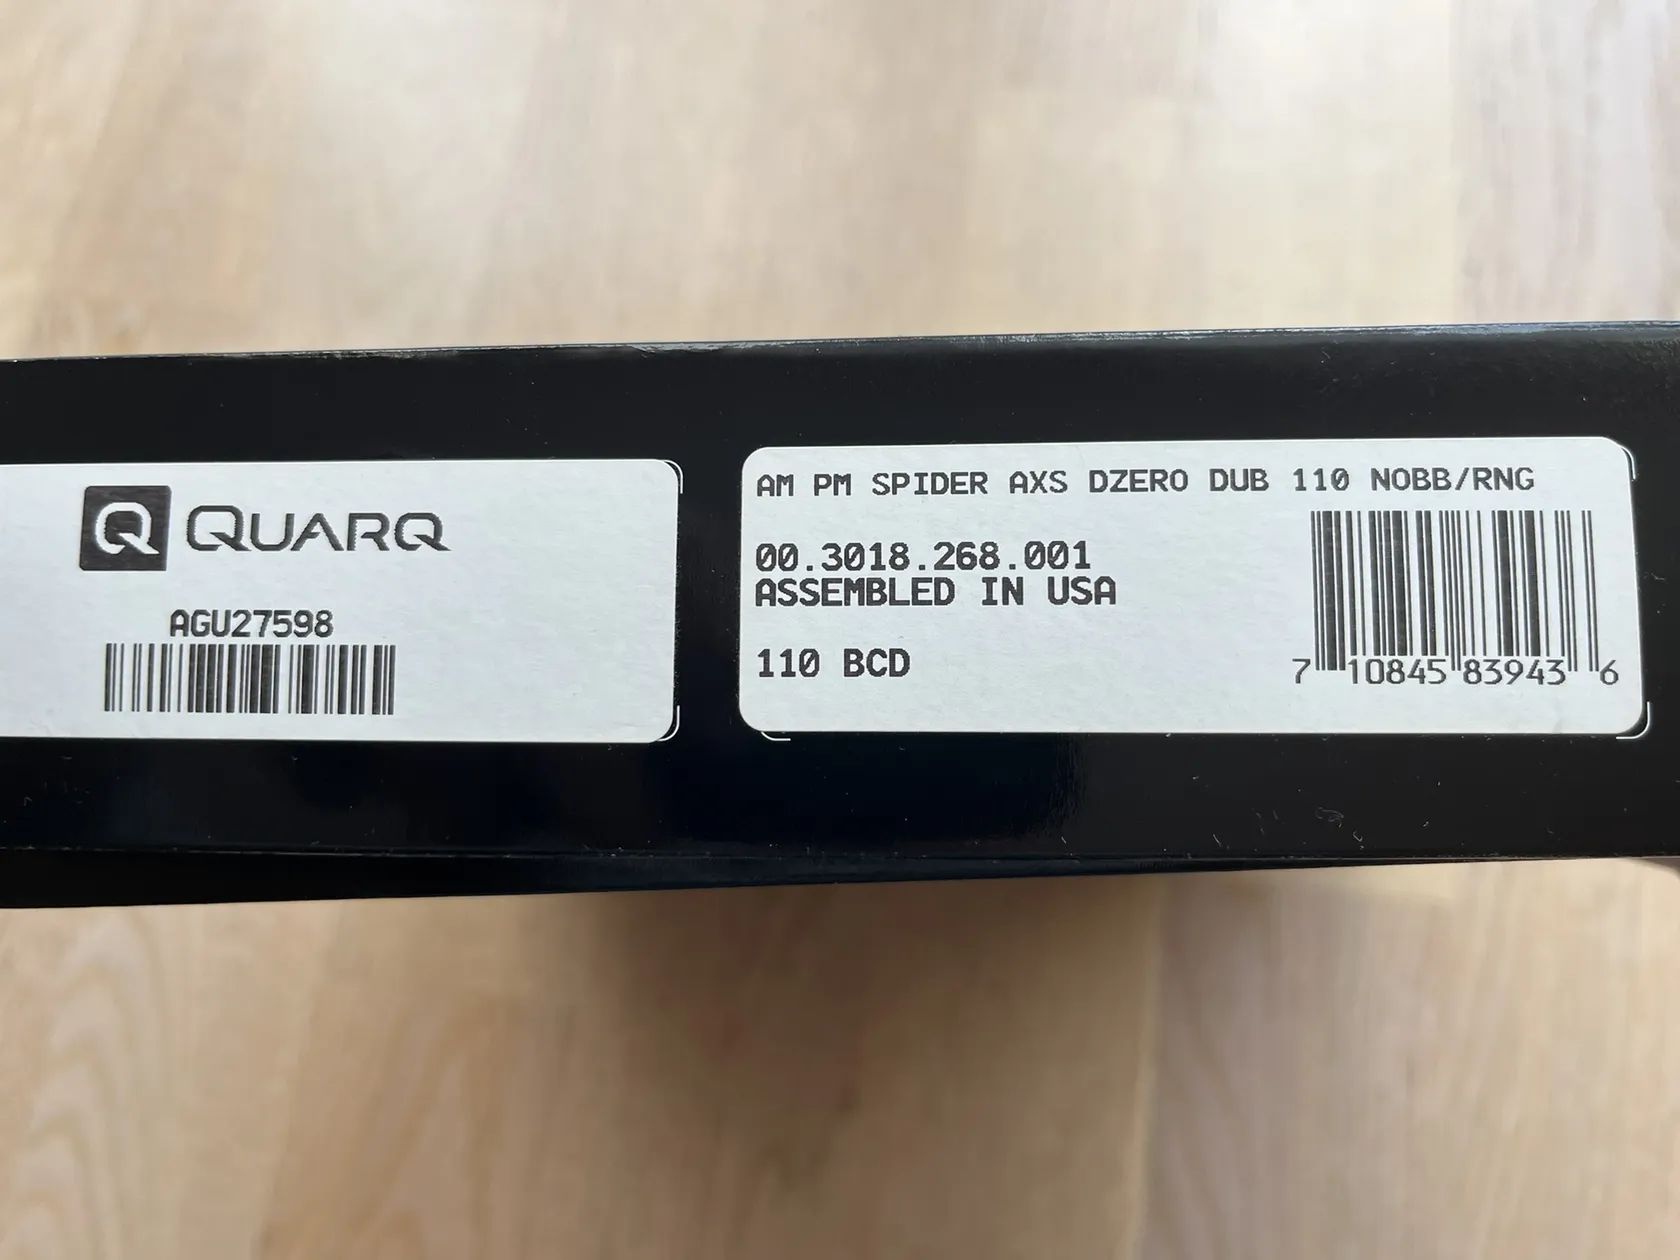 QUARQ
AGU27598
AM PM SPIDER AXS DZERO DUB 110 NOBB/RNG
00.3018.268.001
ASSEMBLED IN USA
110 BCD
7 10845 83943 6